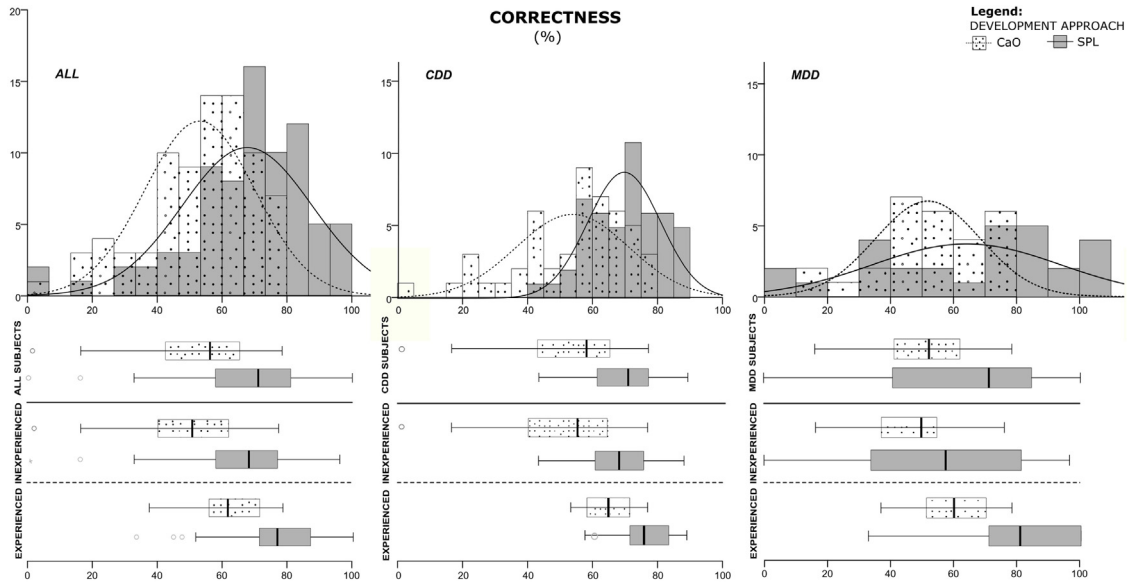 CORRECTNESS
(%)
Legend:
DEVELOPMENT APPROACH
CaO SPL
ALL
CDD
MDD
20
15
10
5
0
0 20 40 60 80 100
15
10
5
0
0 20 40 60 80 100
15
10
5
0
0 20 40 60 80 100
ALL SUBJECTS
INEXPERIENCED
EXPERIENCED
0 20 40 60 80 100
CDD SUBJECTS
INEXPERIENCED
EXPERIENCED
0 20 40 60 80 100
MDD SUBJECTS
INEXPERIENCED
EXPERIENCED
0 20 40 60 80 100